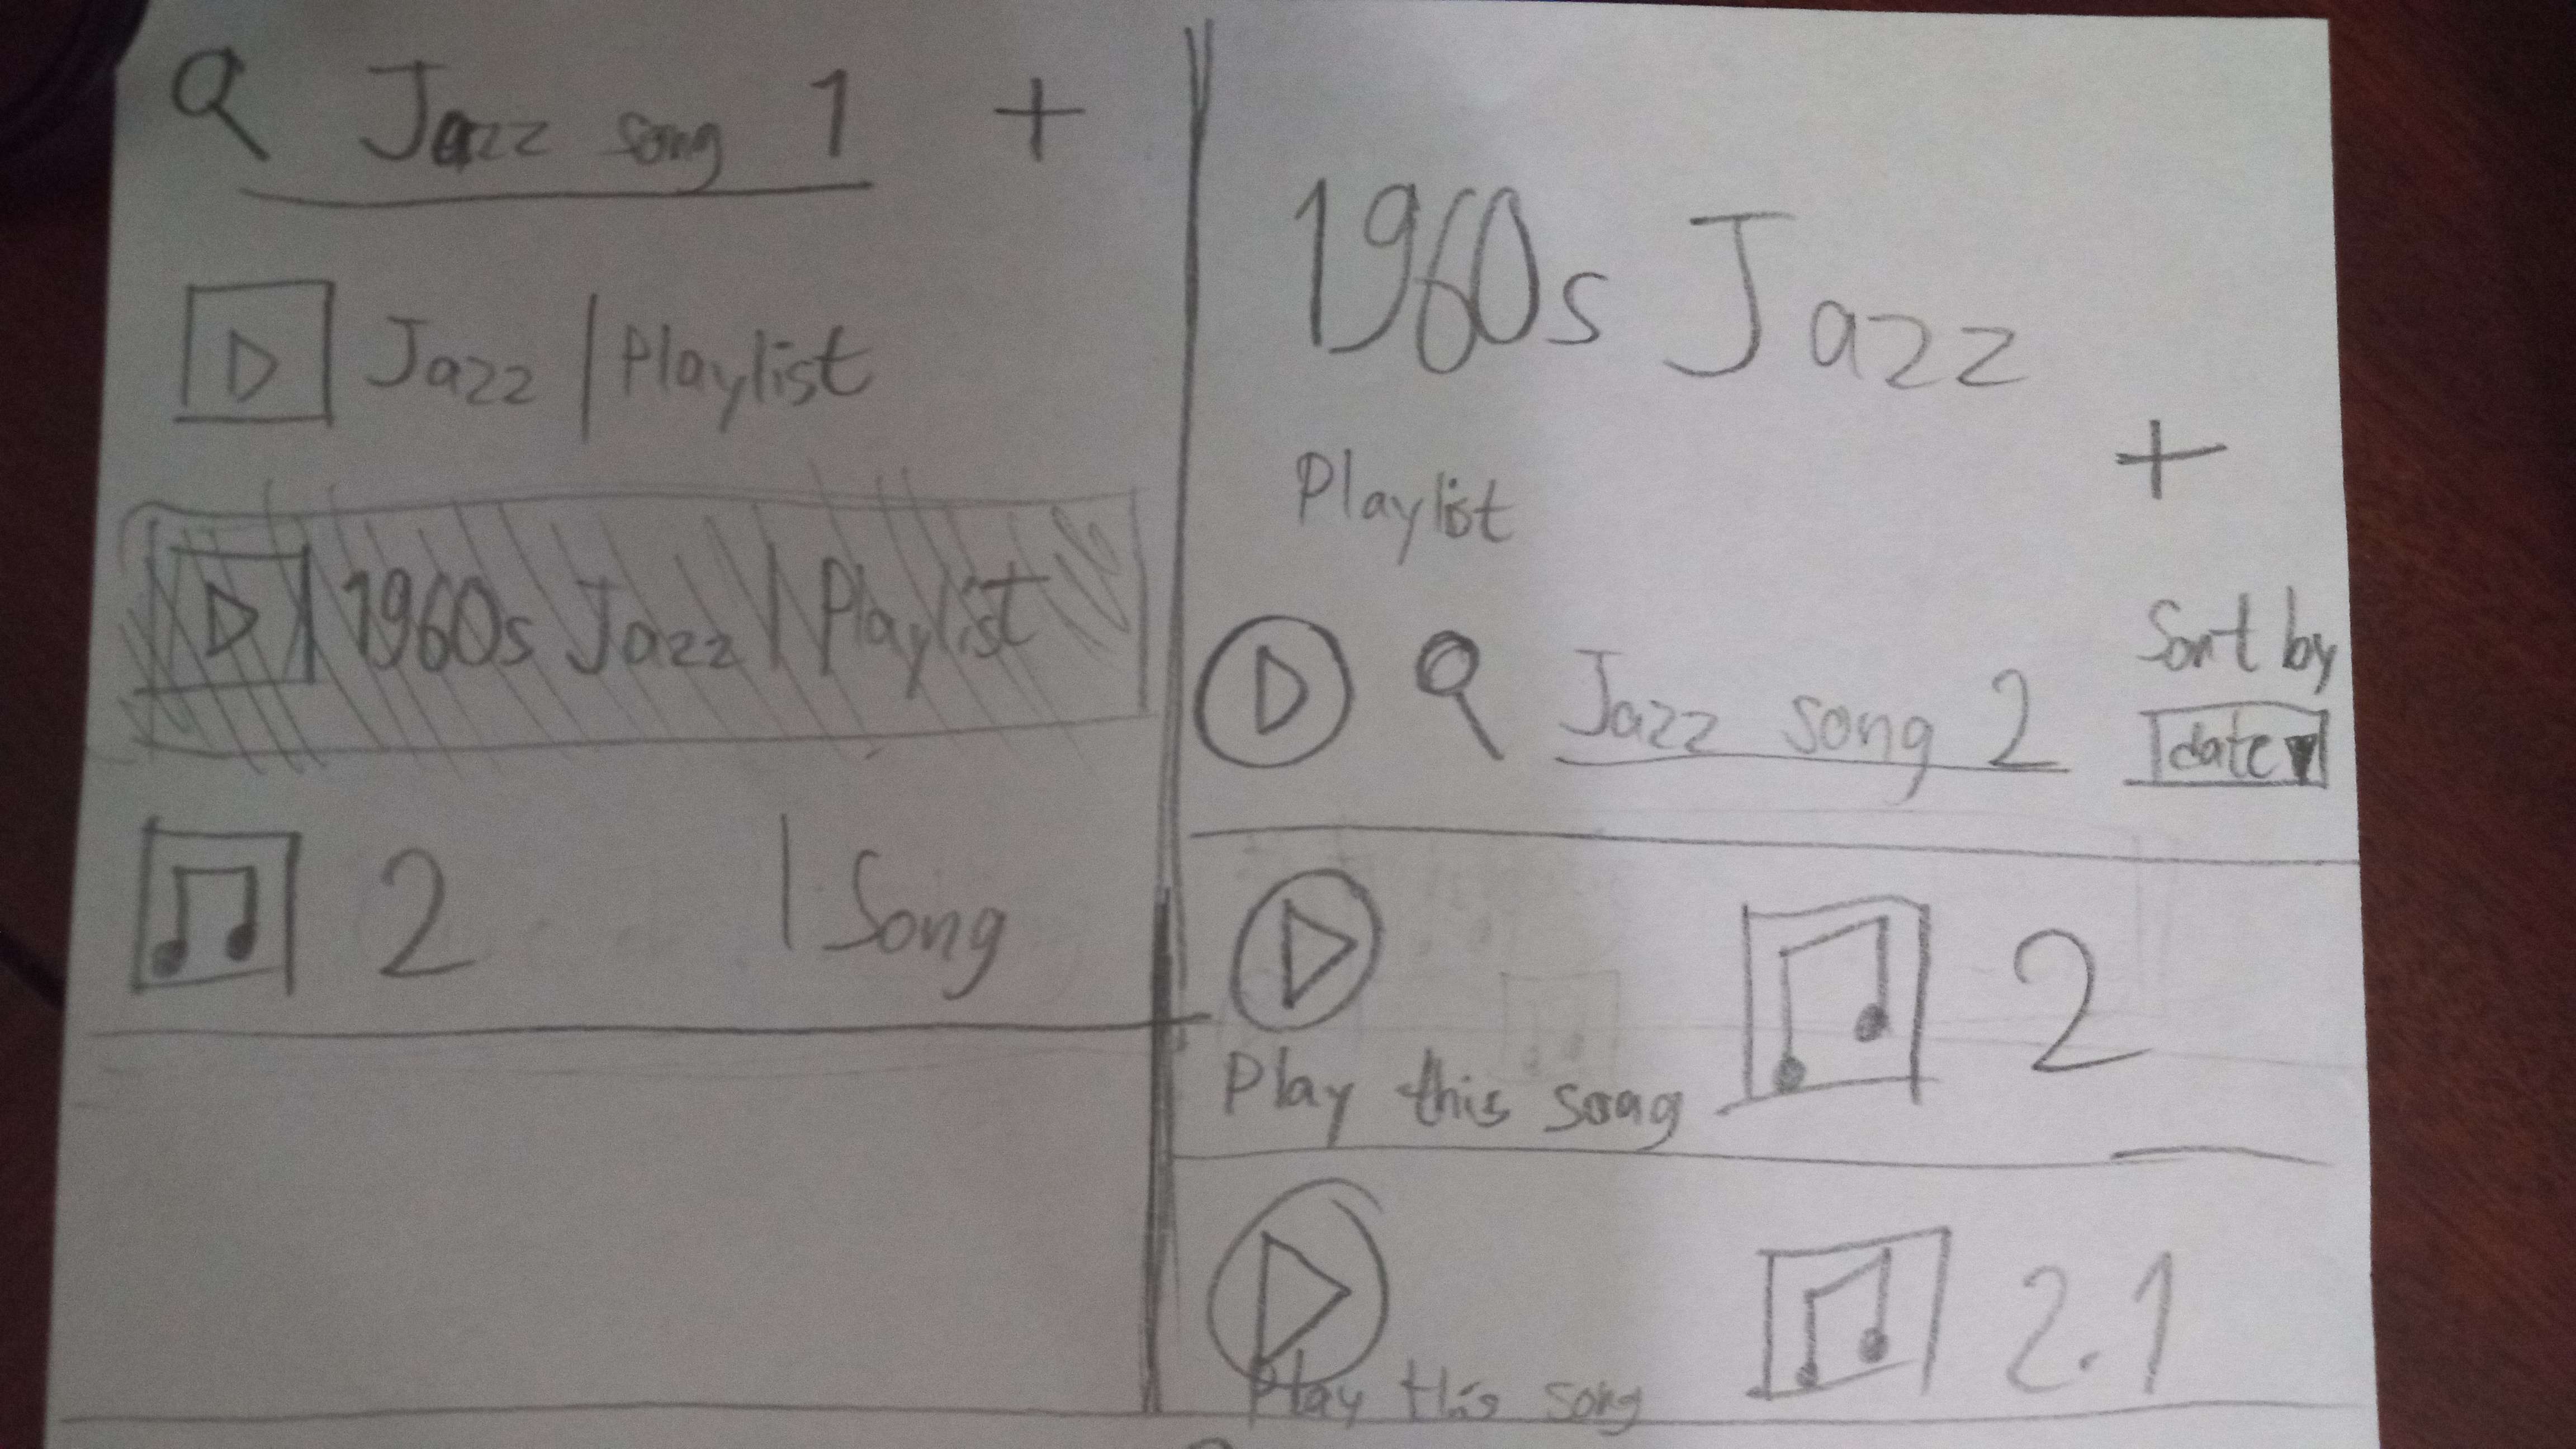 Jazz song 1 +
Jazz | Playlist
1960s Jazz | Playlist
2 | Song
1960s Jazz
Playlist
+
Sort by
Jazz song 2
date
2
Play this song
2.1
Play this song